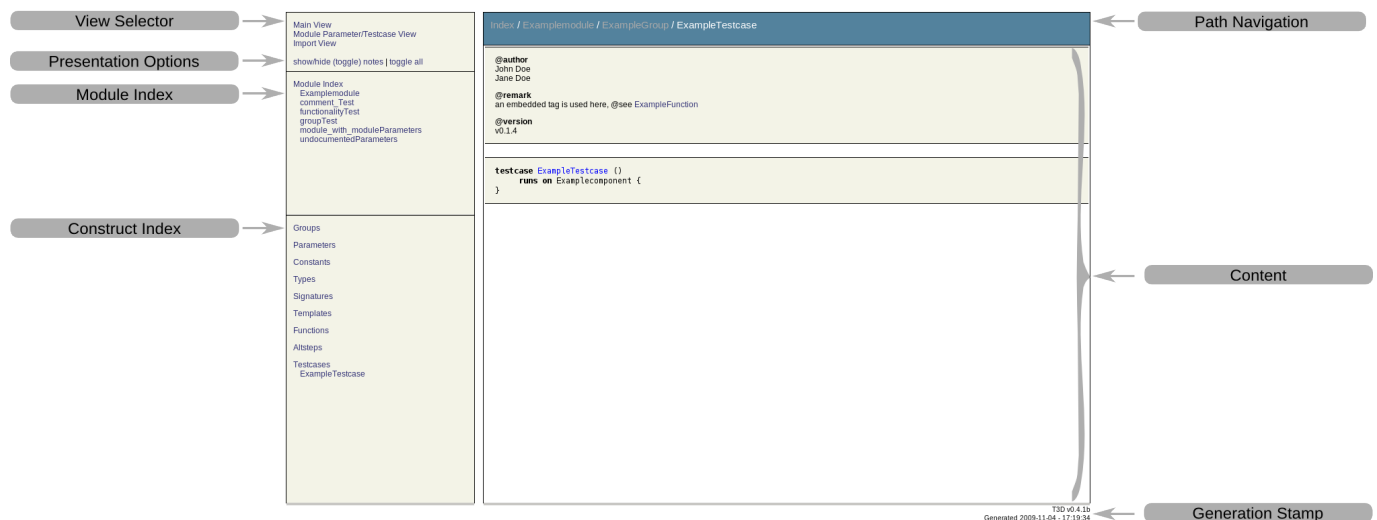 View Selector
Presentation Options
Module Index
Construct Index
Main View
Module Parameter/Testcase View
Import View
show/hide (toggle) notes | toggle all
Module Index
Examplemodule
comment_Test
functionalityTest
groupTest
module_with_moduleParameters
undocumentedParameters
Groups
Parameters
Constants
Types
Signatures
Templates
Functions
Altsteps
Testcases
ExampleTestcase
Index / Examplemodule / ExampleGroup / ExampleTestcase
@author
John Doe
Jane Doe
@remark
an embedded tag is used here, @see ExampleFunction
@version
v0.1.4
testcase ExampleTestcase ()
runs on Examplecomponent {
}
T3D v0.4.1b
Generated 2009-11-04 - 17:19:34
Path Navigation
Content
Generation Stamp